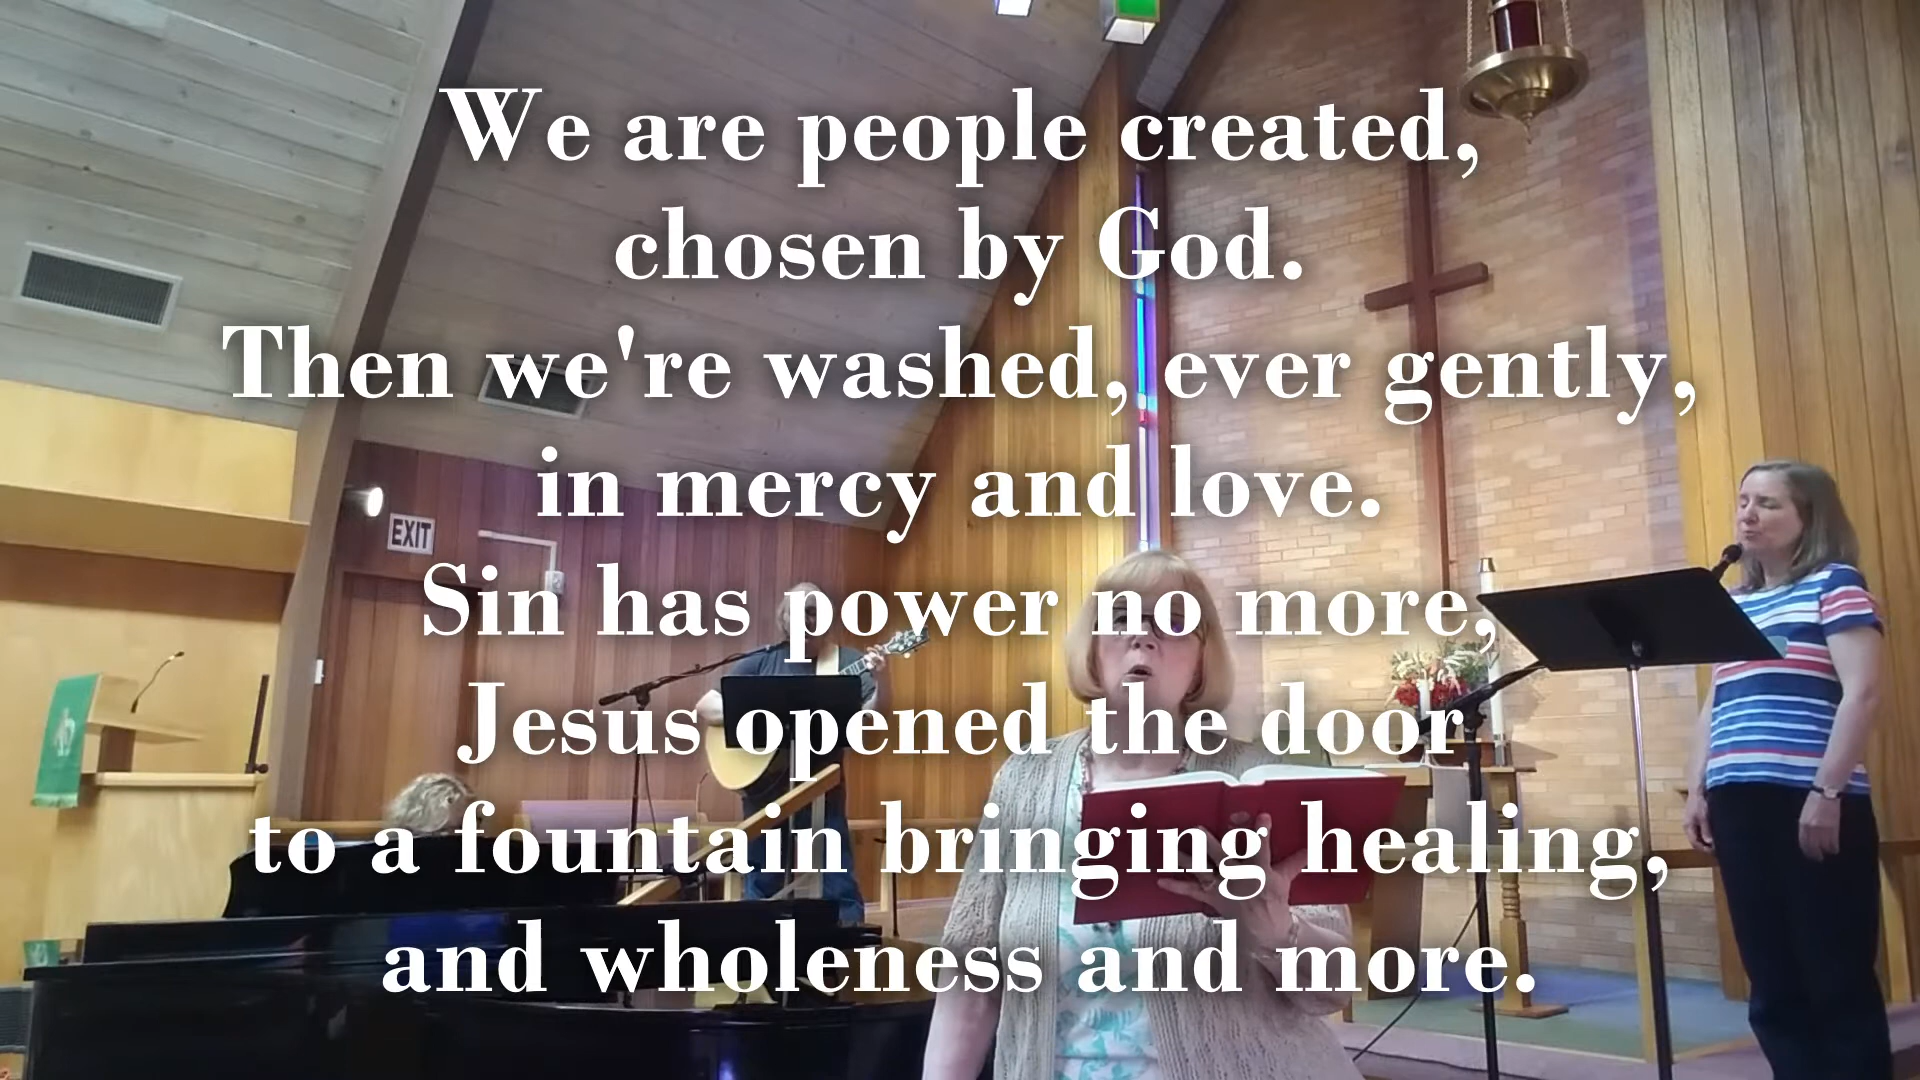 We are people created,
chosen by God.
Then we're washed, ever gently,
in mercy and love.
Sin has power no more,
Jesus opened the door
to a fountain bringing healing,
and wholeness and more.
EXIT